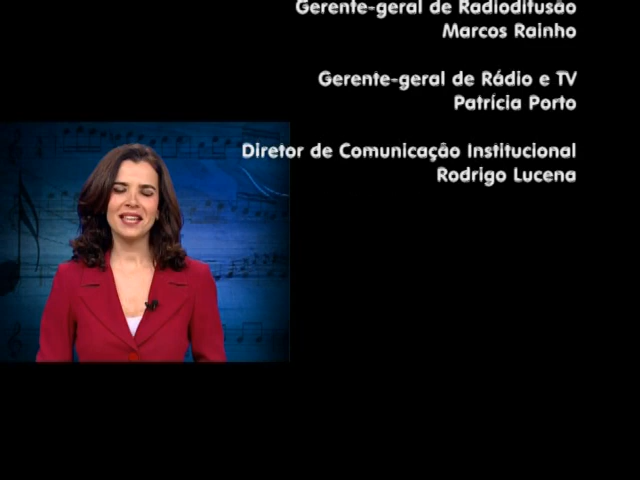 Gerente-geral de Radiodifusão
Marcos Rainho
Gerente-geral de Rádio e TV
Patrícia Porto
Diretor de Comunicação Institucional
Rodrigo Lucena